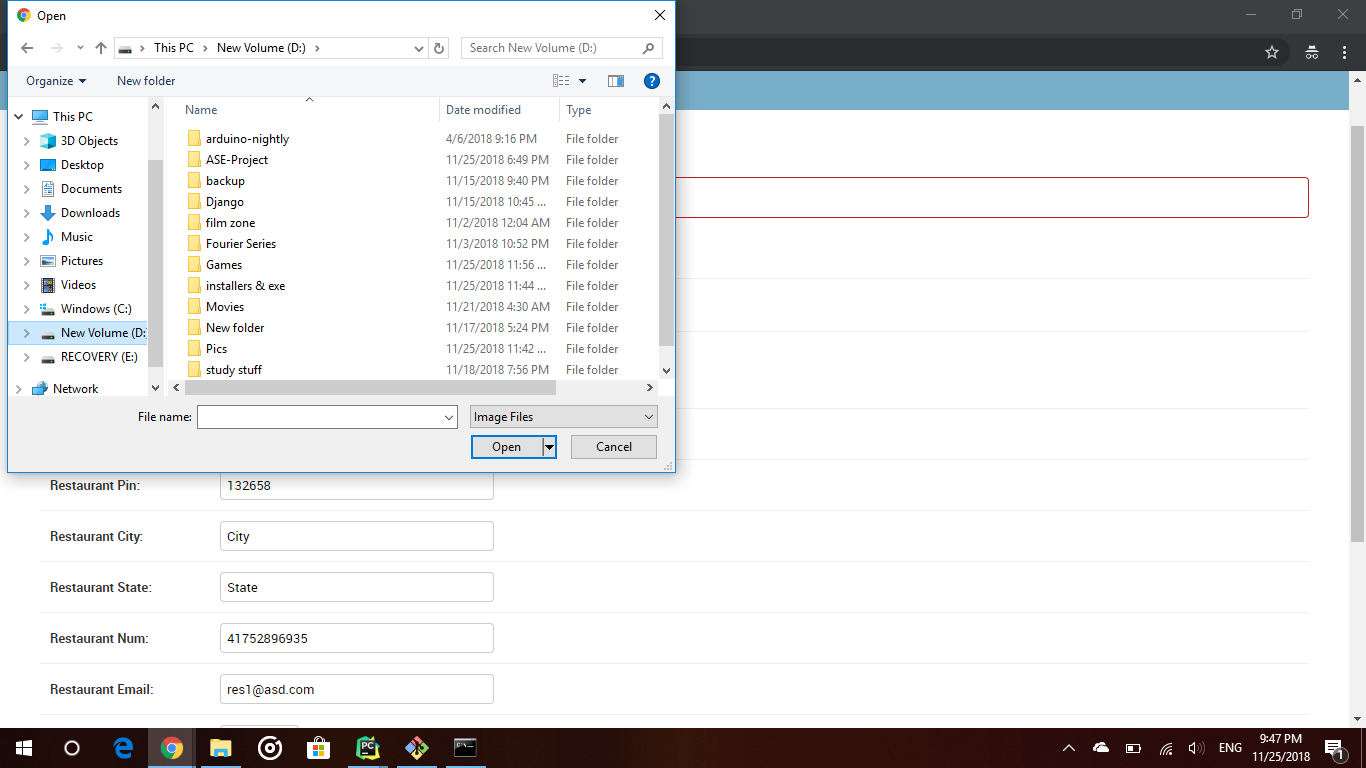 Open
This PC New Volume (D:)
Search New Volume (D:)
Organize New folder
Name Date modified Type
This PC
3D Objects
Desktop
Documents
Downloads
Music
Pictures
Videos
Windows (C:)
New Volume (D:
RECOVERY (E:)
Network
arduino-nightly 4/6/2018 9:16 PM File folder
ASE-Project 11/25/2018 6:49 PM File folder
backup 11/15/2018 9:40 PM File folder
Django 11/15/2018 10:45 ... File folder
film zone 11/2/2018 12:04 AM File folder
Fourier Series 11/3/2018 10:52 PM File folder
Games 11/25/2018 11:56 ... File folder
installers & exe 11/25/2018 11:44 ... File folder
Movies 11/21/2018 4:30 AM File folder
New folder 11/17/2018 5:24 PM File folder
Pics 11/25/2018 11:42 ... File folder
study stuff 11/18/2018 7:56 PM File folder
File name: Image Files
Open Cancel
Restaurant Pin: 132658
Restaurant City: City
Restaurant State: State
Restaurant Num: 41752896935
Restaurant Email: res1@asd.com
PC
ENG
9:47 PM
11/25/2018
1